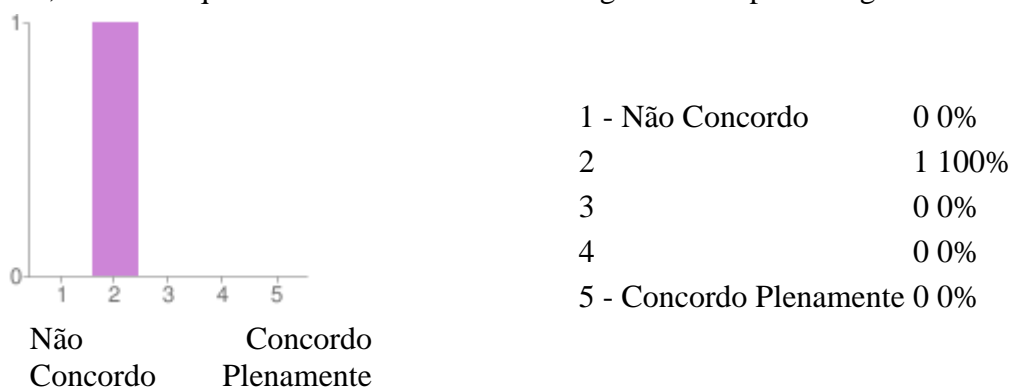 1
0
1 2 3 4 5
Não Concordo
Concordo Plenamente
1 - Não Concordo 0 0%
2 1 100%
3 0 0%
4 0 0%
5 - Concordo Plenamente 0 0%